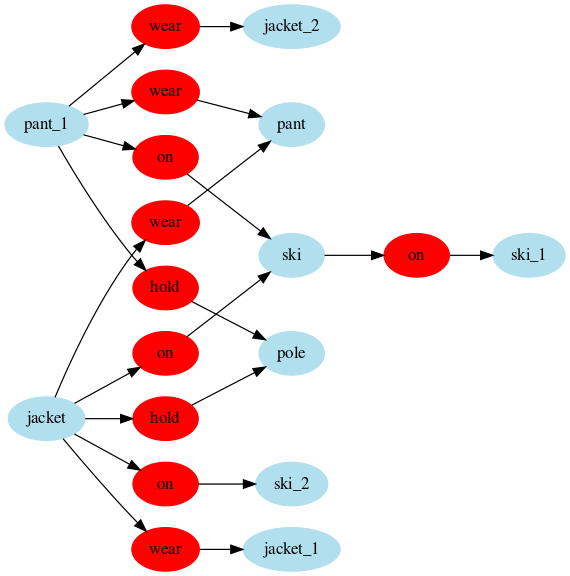 wear
jacket_2
wear
pant_1
pant
on
wear
ski
on
ski_1
hold
on
pole
jacket
hold
on
ski_2
wear
jacket_1